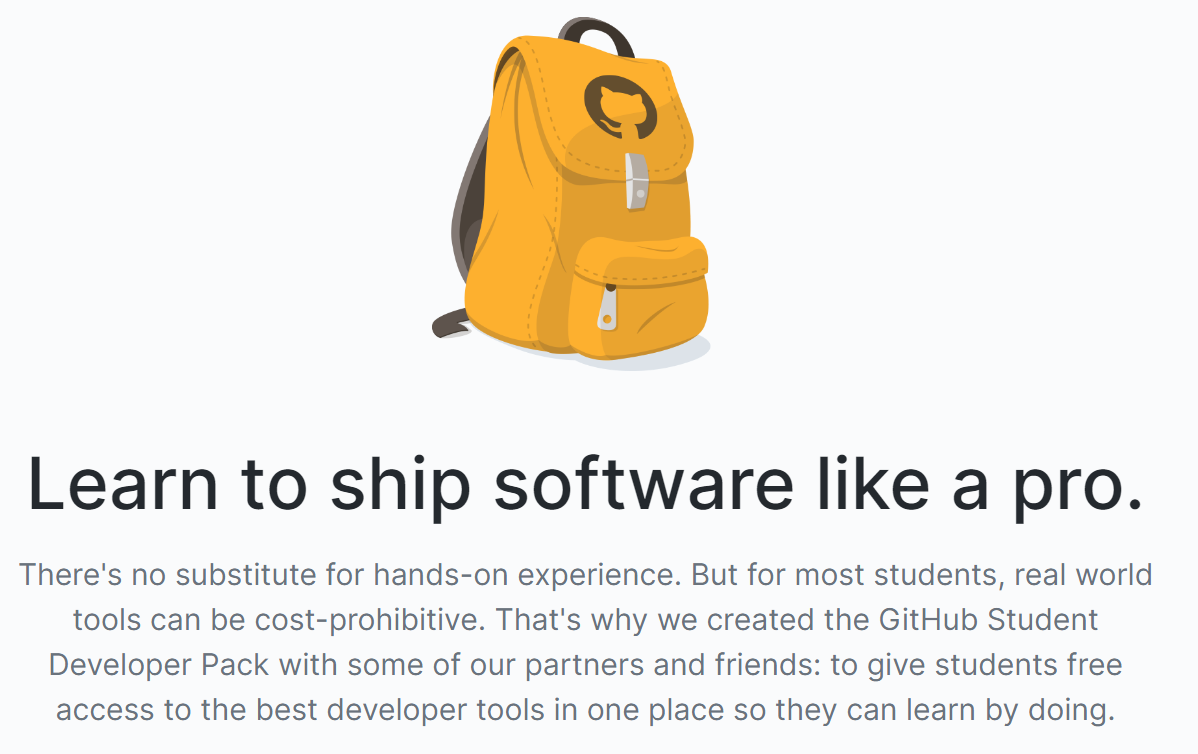 Learn to ship software like a pro.
There's no substitute for hands-on experience. But for most students, real world
tools can be cost-prohibitive. That's why we created the GitHub Student
Developer Pack with some of our partners and friends: to give students free
access to the best developer tools in one place so they can learn by doing.